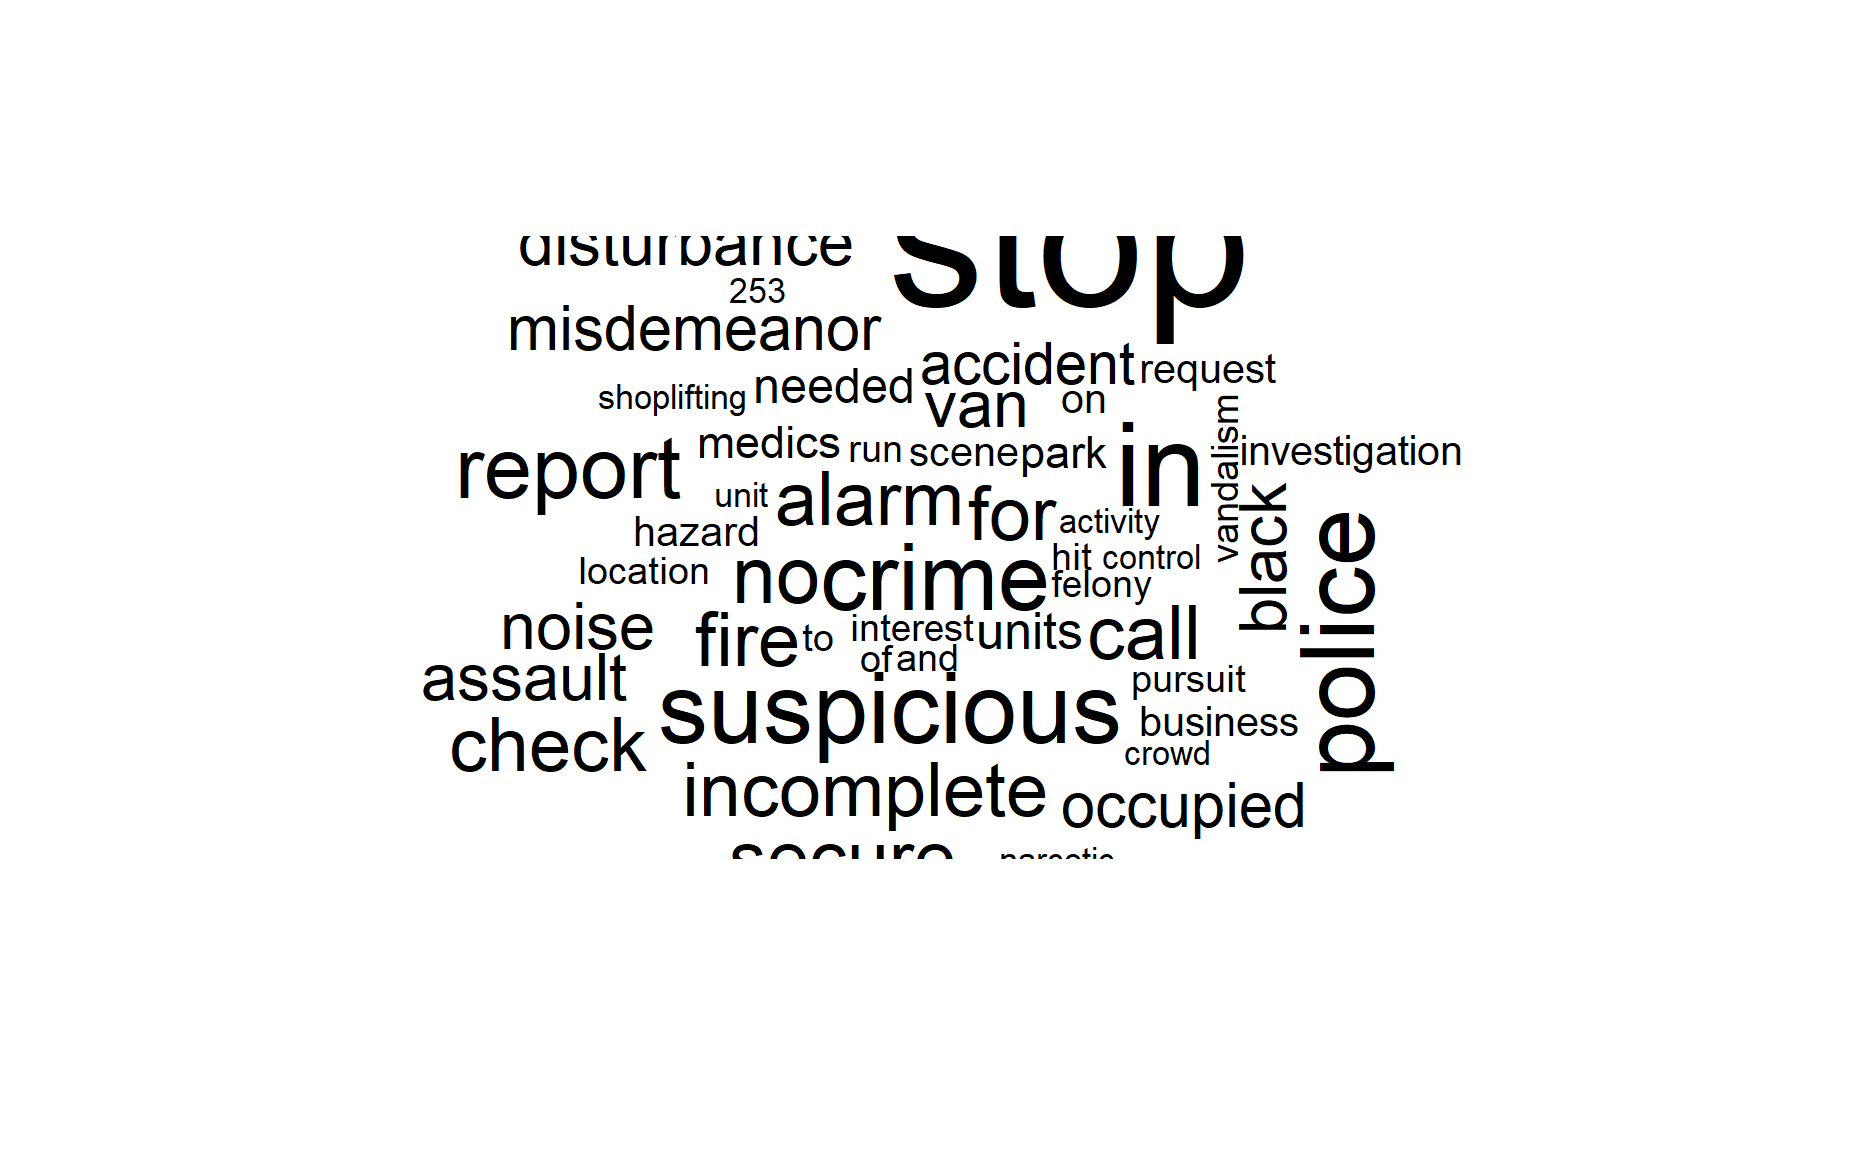 disturbance stop
253
misdemeanor
accident request
shoplifting needed van on
vandalism
report medics run scene park in investigation
unit alarm for activity
black
police
hazard
location no crime hit control
felony
noise fire to interest units call
of and
assault
suspicious pursuit
check business
crowd
incomplete occupied
secure narcotic